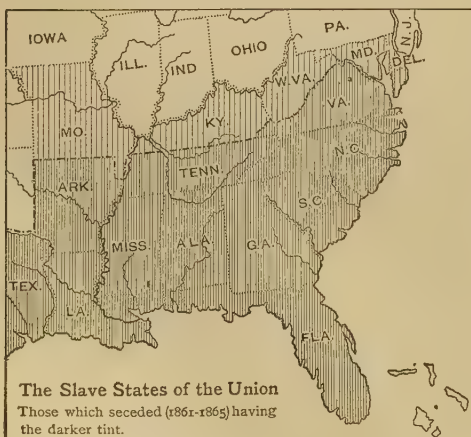 IOWA
ILL.
IND
OHIO
PA.
N.J.
MD.
DEL.
W.VA.
VA.
MO.
KY.
N.C.
TENN.
ARK.
S.C.
MISS.
ALA.
GA.
TEX.
LA.
FLA.
The Slave States of the Union
Those which seceded (1861-1865) having
the darker tint.